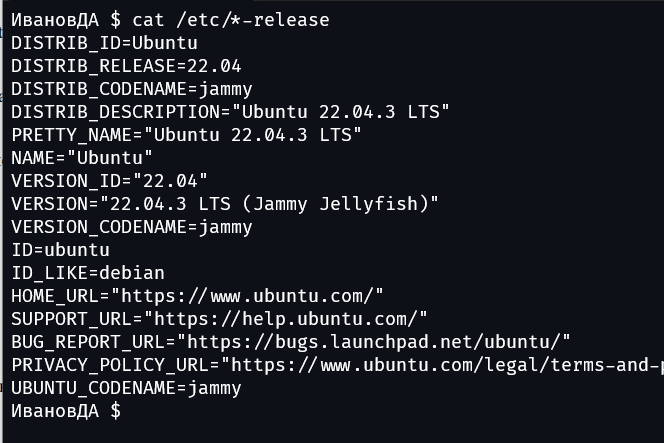 ИвановДА $ cat /etc/*-release
DISTRIB_ID=Ubuntu
DISTRIB_RELEASE=22.04
DISTRIB_CODENAME=jammy
DISTRIB_DESCRIPTION="Ubuntu 22.04.3 LTS"
PRETTY_NAME="Ubuntu 22.04.3 LTS"
NAME="Ubuntu"
VERSION_ID="22.04"
VERSION="22.04.3 LTS (Jammy Jellyfish)"
VERSION_CODENAME=jammy
ID=ubuntu
ID_LIKE=debian
HOME_URL="https://www.ubuntu.com/"
SUPPORT_URL="https://help.ubuntu.com/"
BUG_REPORT_URL="https://bugs.launchpad.net/ubuntu/"
PRIVACY_POLICY_URL="https://www.ubuntu.com/legal/terms-and-p
UBUNTU_CODENAME=jammy
ИвановДА $